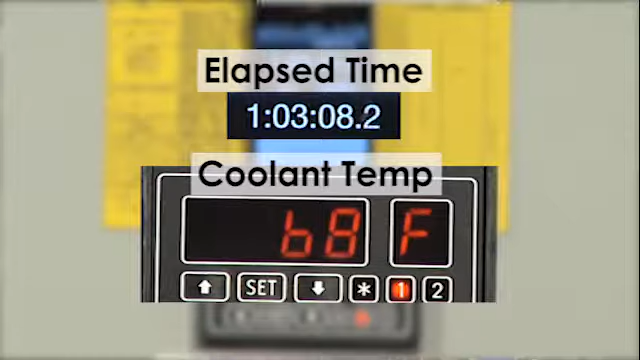 Elapsed Time
1:03:08.2
Coolant Temp
68 F
SET * 1 2